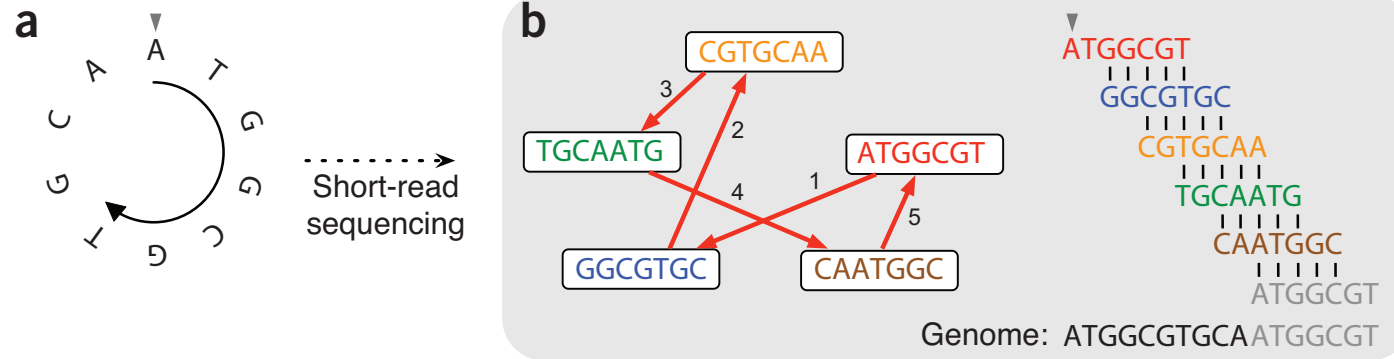 a
A T G G C G T G C A
Short-read
sequencing
b
CGTGCAA
3
2
TGCAATG
ATGGCGT
1
4
5
GGCGTGC
CAATGGC
ATGGCGT
GGCGTGC
CGTGCAA
TGCAATG
CAATGGC
ATGGCGT
Genome: ATGGCGTGCAATGGCGT